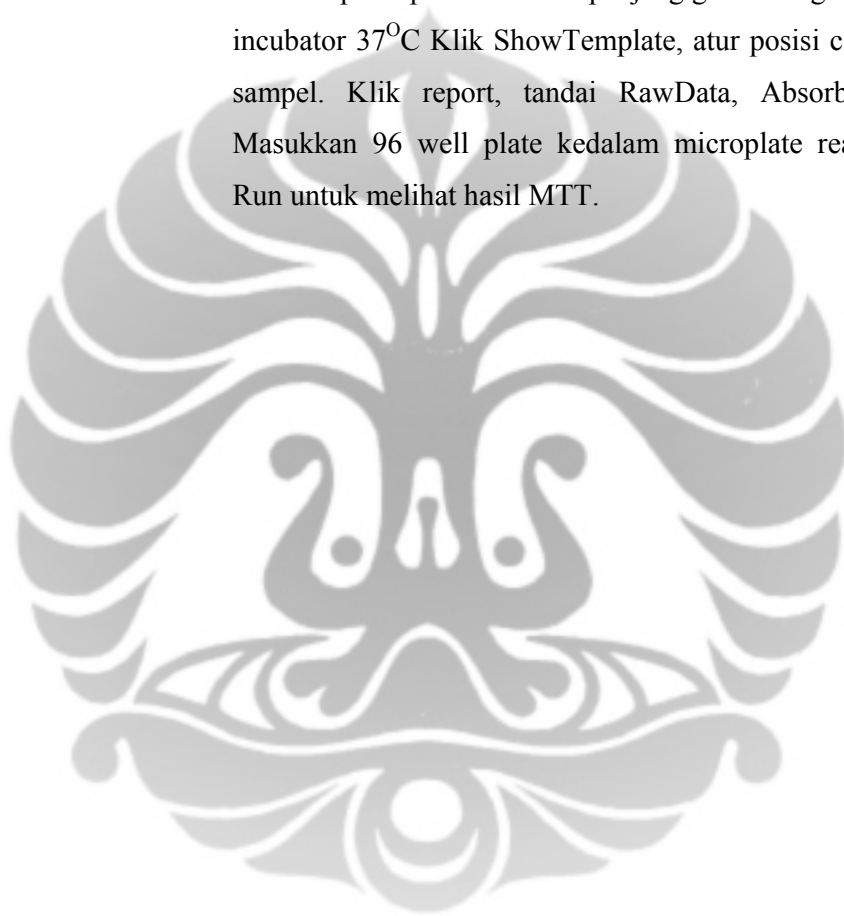 incubator 37OC Klik ShowTemplate, atur posisi
sampel. Klik report, tandai RawData,
Masukkan 96 well plate kedalam microplate
Run untuk melihat hasil MTT.